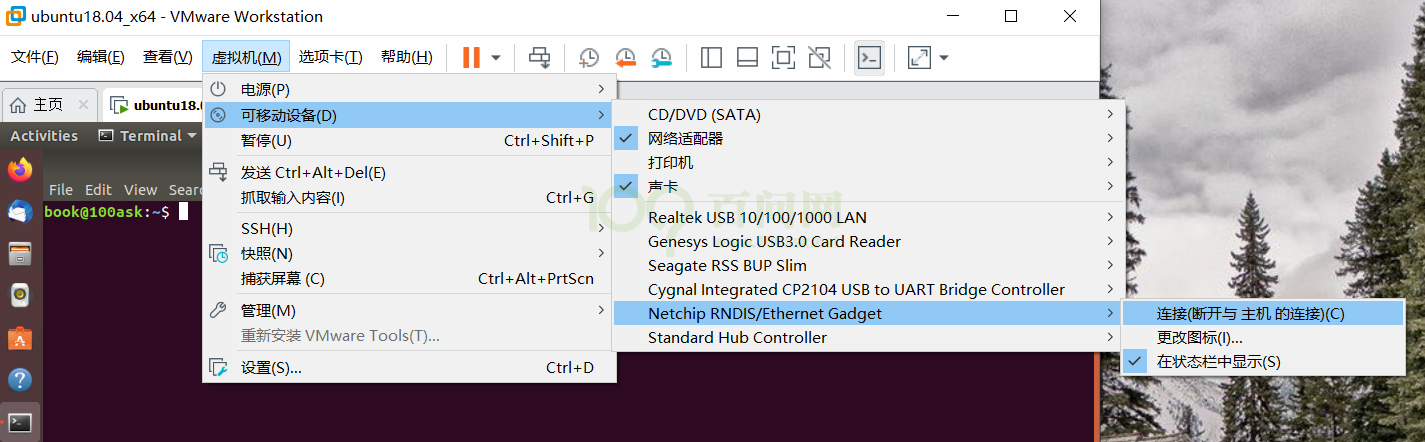 ubuntu18.04_x64 - VMware Workstation
文件(F) 编辑(E) 查看(V) 虚拟机(M) 选项卡(T) 帮助(H)
主页 ubuntu18.0
Activities Terminal
File Edit View Searc
book@100ask:~$
电源(P)
可移动设备(D)
暂停(U) Ctrl+Shift+P
发送 Ctrl+Alt+Del(E)
抓取输入内容(I) Ctrl+G
SSH(H)
快照(N)
捕获屏幕 (C) Ctrl+Alt+PrtScn
管理(M)
重新安装 VMware Tools(T)...
设置(S)... Ctrl+D
CD/DVD (SATA)
网络适配器
打印机
声卡
Realtek USB 10/100/1000 LAN
Genesys Logic USB3.0 Card Reader
Seagate RSS BUP Slim
Cygnal Integrated CP2104 USB to UART Bridge Controller
Netchip RNDIS/Ethernet Gadget
Standard Hub Controller
连接(断开与 主机 的连接)(C)
更改图标(I)...
在状态栏中显示(S)
百问网